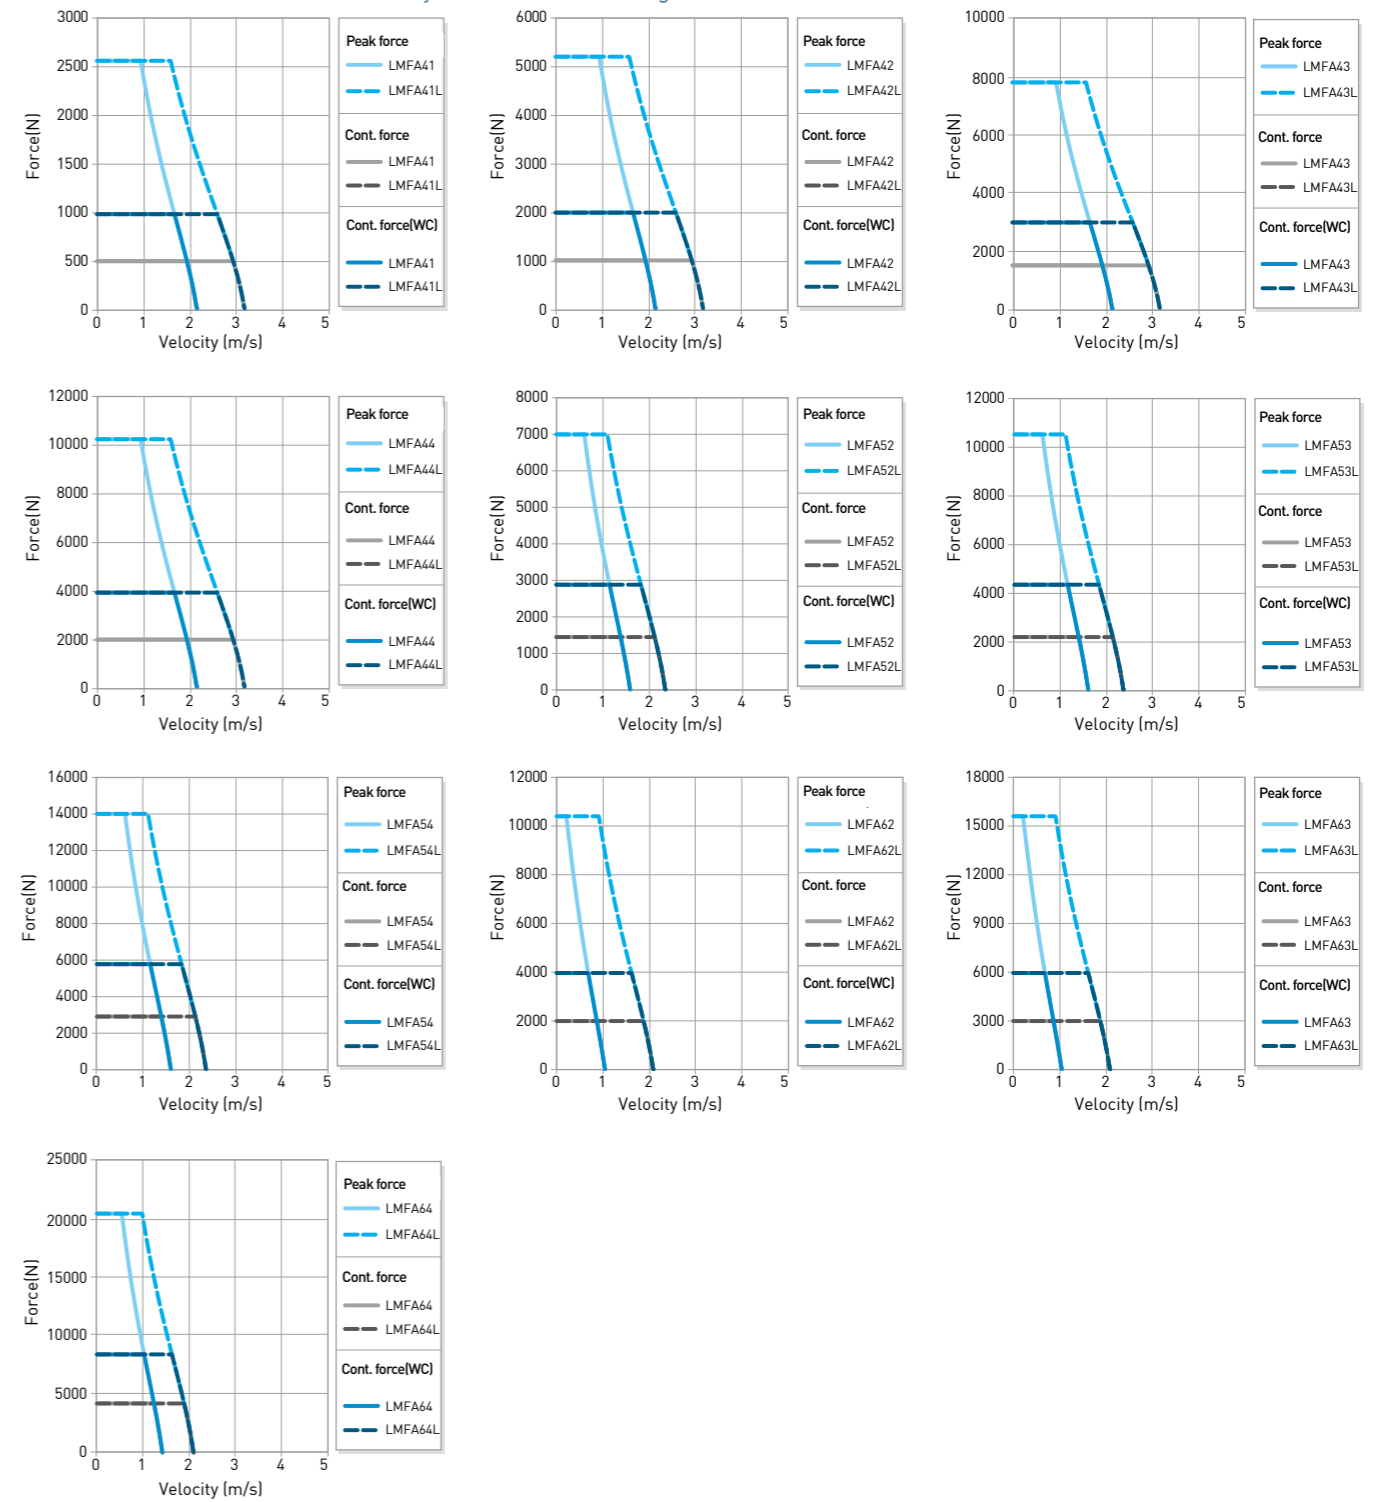 3000
2500
2000
1500
1000
500
0
0 1 2 3 4 5
Force(N)
Velocity (m/s)
Peak force
LMFA41
LMFA41L
Cont. force
LMFA41
LMFA41L
Cont. force(WC)
LMFA41
LMFA41L
6000
5000
4000
3000
2000
1000
0
0 1 2 3 4 5
Force(N)
Velocity (m/s)
Peak force
LMFA42
LMFA42L
Cont. force
LMFA42
LMFA42L
Cont. force(WC)
LMFA42
LMFA42L
10000
8000
6000
4000
2000
0
0 1 2 3 4 5
Force(N)
Velocity (m/s)
Peak force
LMFA43
LMFA43L
Cont. force
LMFA43
LMFA43L
Cont. force(WC)
LMFA43
LMFA43L
12000
10000
8000
6000
4000
2000
0
0 1 2 3 4 5
Force(N)
Velocity (m/s)
Peak force
LMFA44
LMFA44L
Cont. force
LMFA44
LMFA44L
Cont. force(WC)
LMFA44
LMFA44L
8000
7000
6000
5000
4000
3000
2000
1000
0
0 1 2 3 4 5
Force(N)
Velocity (m/s)
Peak force
LMFA52
LMFA52L
Cont. force
LMFA52
LMFA52L
Cont. force(WC)
LMFA52
LMFA52L
12000
10000
8000
6000
4000
2000
0
0 1 2 3 4 5
Force(N)
Velocity (m/s)
Peak force
LMFA53
LMFA53L
Cont. force
LMFA53
LMFA53L
Cont. force(WC)
LMFA53
LMFA53L
16000
14000
12000
10000
8000
6000
4000
2000
0
0 1 2 3 4 5
Force(N)
Velocity (m/s)
Peak force
LMFA54
LMFA54L
Cont. force
LMFA54
LMFA54L
Cont. force(WC)
LMFA54
LMFA54L
12000
10000
8000
6000
4000
2000
0
0 1 2 3 4 5
Force(N)
Velocity (m/s)
Peak force
LMFA62
LMFA62L
Cont. force
LMFA62
LMFA62L
Cont. force(WC)
LMFA62
LMFA62L
18000
15000
12000
9000
6000
3000
0
0 1 2 3 4 5
Force(N)
Velocity (m/s)
Peak force
LMFA63
LMFA63L
Cont. force
LMFA63
LMFA63L
Cont. force(WC)
LMFA63
LMFA63L
25000
20000
15000
10000
5000
0
0 1 2 3 4 5
Force(N)
Velocity (m/s)
Peak force
LMFA64
LMFA64L
Cont. force
LMFA64
LMFA64L
Cont. force(WC)
LMFA64
LMFA64L